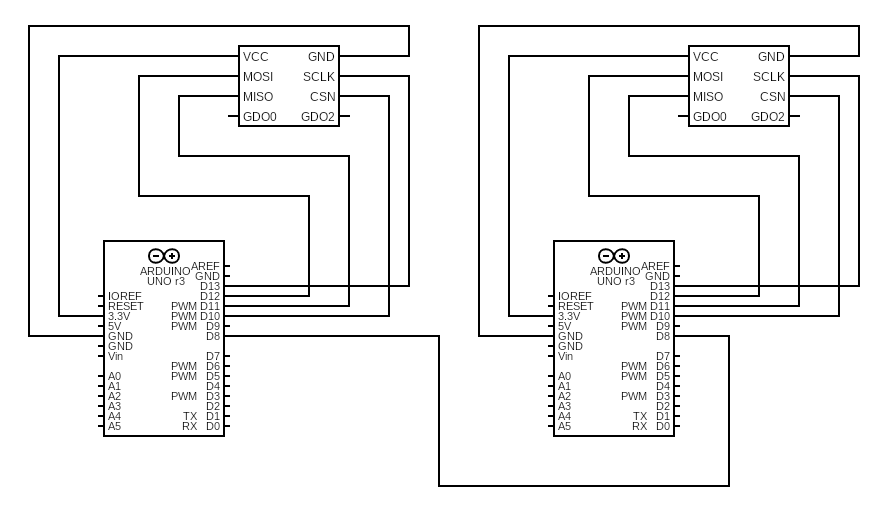 VCC GND
MOSI SCLK
MISO CSN
GDO0 GDO2
AREF
ARDUINO GND
UNO r3 D13
IOREF D12
RESET PWM D11
3.3V PWM D10
5V PWM D9
GND D8
GND
Vin D7
PWM D6
A0 PWM D5
A1 D4
A2 PWM D3
A3 D2
A4 TX D1
A5 RX D0
VCC GND
MOSI SCLK
MISO CSN
GDO0 GDO2
AREF
ARDUINO GND
UNO r3 D13
IOREF D12
RESET PWM D11
3.3V PWM D10
5V PWM D9
GND D8
GND
Vin D7
PWM D6
A0 PWM D5
A1 D4
A2 PWM D3
A3 D2
A4 TX D1
A5 RX D0